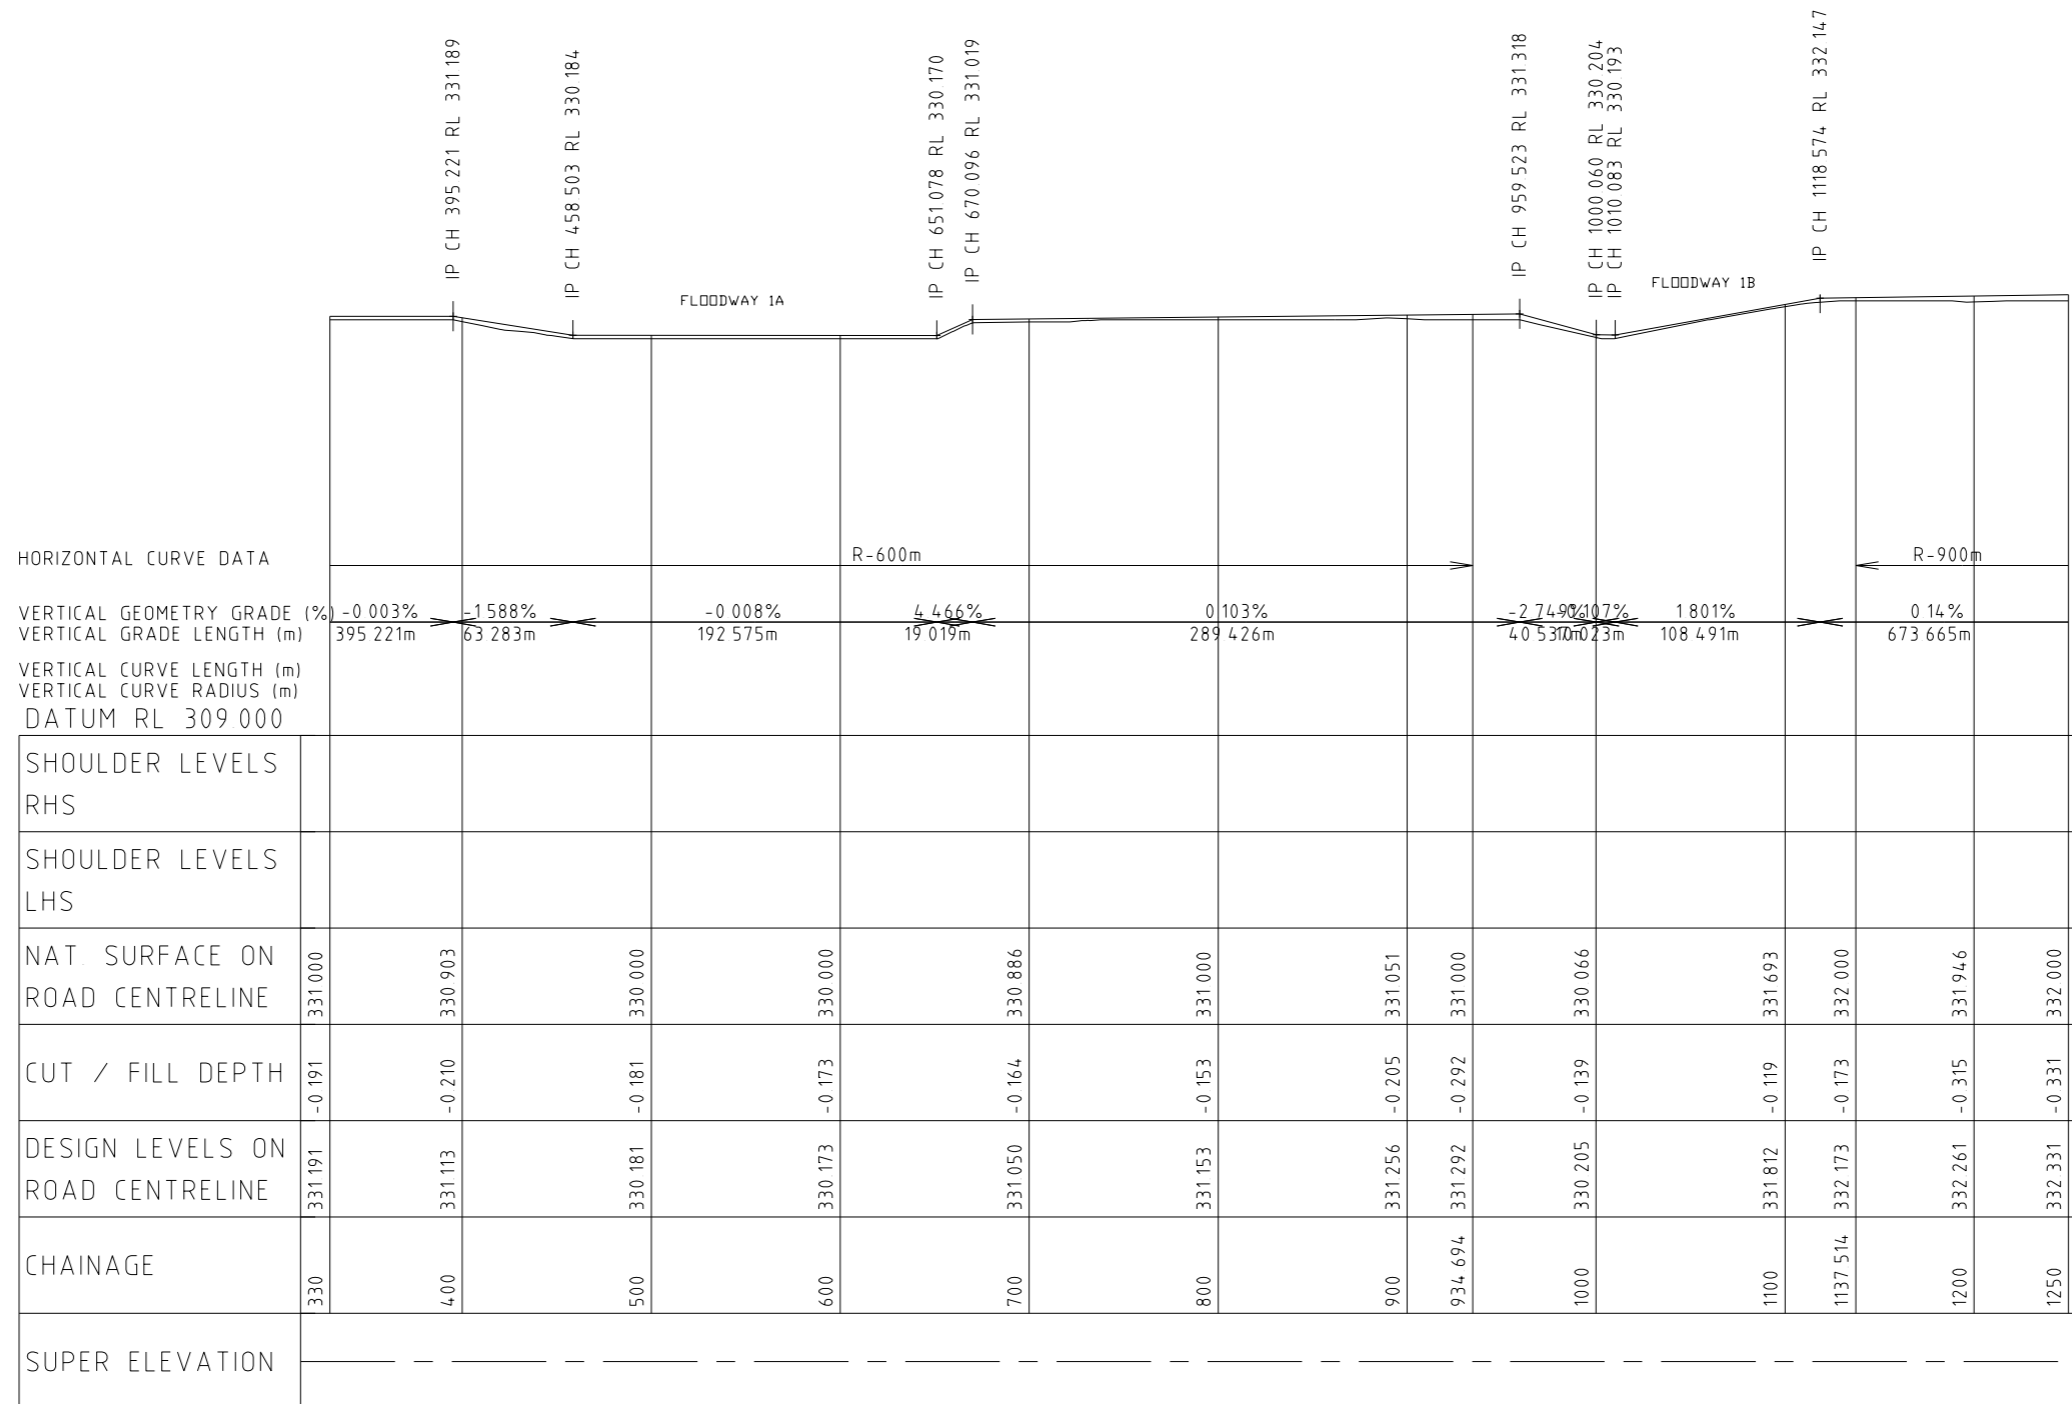 IP CH 395.221 RL 331.189
IP CH 458.503 RL 330.184
IP CH 651.078 RL 330.170
IP CH 670.096 RL 331.019
IP CH 959.523 RL 331.318
IP CH 1000.060 RL 330.204
IP CH 1010.083 RL 330.193
IP CH 1118.574 RL 332.147
FLOODWAY 1A
FLOODWAY 1B
HORIZONTAL CURVE DATA R-600m R-900m
VERTICAL GEOMETRY GRADE (%) -0.003% -1.588% -0.008% 4.466% 0.103% -2.749% -0.107% 1.801% 0.14%
VERTICAL GRADE LENGTH (m) 395.221m 63.283m 192.575m 19.019m 289.426m 40.537m 10.023m 108.491m 673.665m
VERTICAL CURVE LENGTH (m)
VERTICAL CURVE RADIUS (m)
DATUM RL 309.000
SHOULDER LEVELS
RHS
SHOULDER LEVELS
LHS
NAT. SURFACE ON
ROAD CENTRELINE
331.000 330.903 330.000 330.000 330.886 331.000 331.051 331.000 330.066 331.693 332.000 331.946 332.000
CUT / FILL DEPTH
-0.191 -0.210 -0.181 -0.173 -0.164 -0.153 -0.205 -0.292 -0.139 -0.119 -0.173 -0.315 -0.331
DESIGN LEVELS ON
ROAD CENTRELINE
331.191 331.113 330.181 330.173 331.050 331.153 331.256 331.292 330.205 331.812 332.173 332.261 332.331
CHAINAGE
330 400 500 600 700 800 900 934.694 1000 1100 1137.514 1200 1250
SUPER ELEVATION